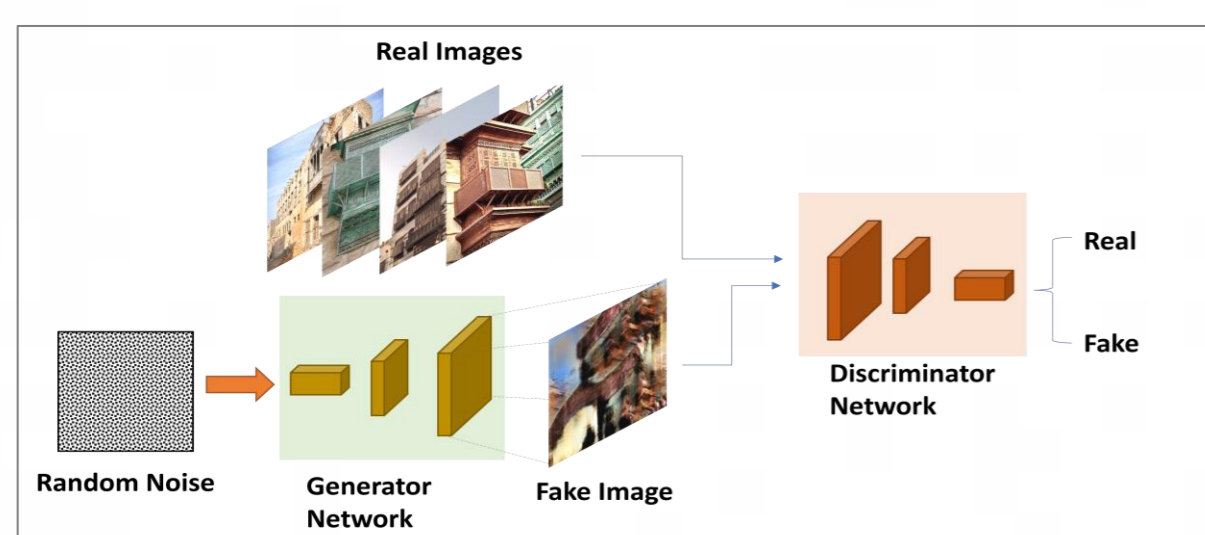 Real Images
Real
Fake
Discriminator
Network
Random Noise
Generator
Network
Fake Image